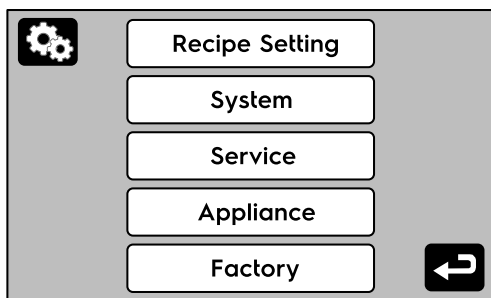 Recipe Setting
System
Service
Appliance
Factory